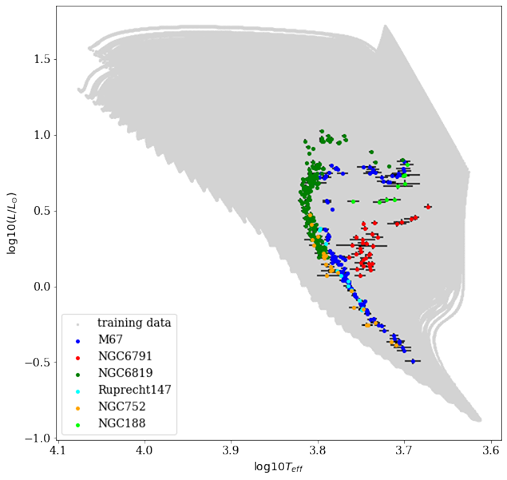 1.5
1.0
0.5
0.0
−0.5
−1.0
log10(L/L⊙)
training data
M67
NGC6791
NGC6819
Ruprecht147
NGC752
NGC188
4.1 4.0 3.9 3.8 3.7 3.6
log10T_eff